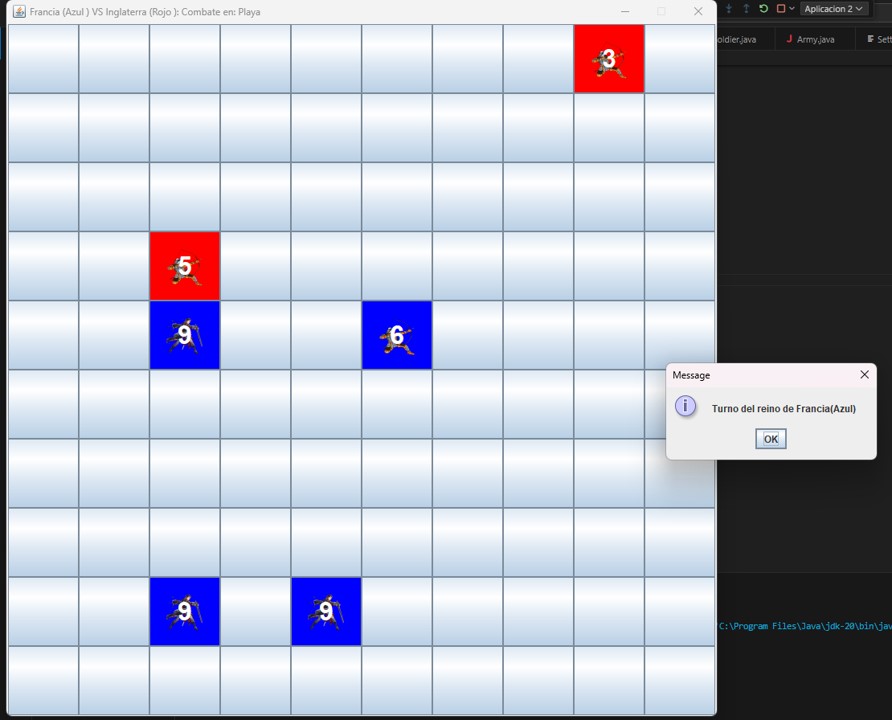 Francia (Azul ) VS Inglaterra (Rojo ): Combate en: Playa
Aplicacion 2
oldier.java
J Army.java
Sett
3
5
9
6
Message
i
Turno del reino de Francia(Azul)
OK
9
9
'C:\Program Files\Java\jdk-20\bin\jav